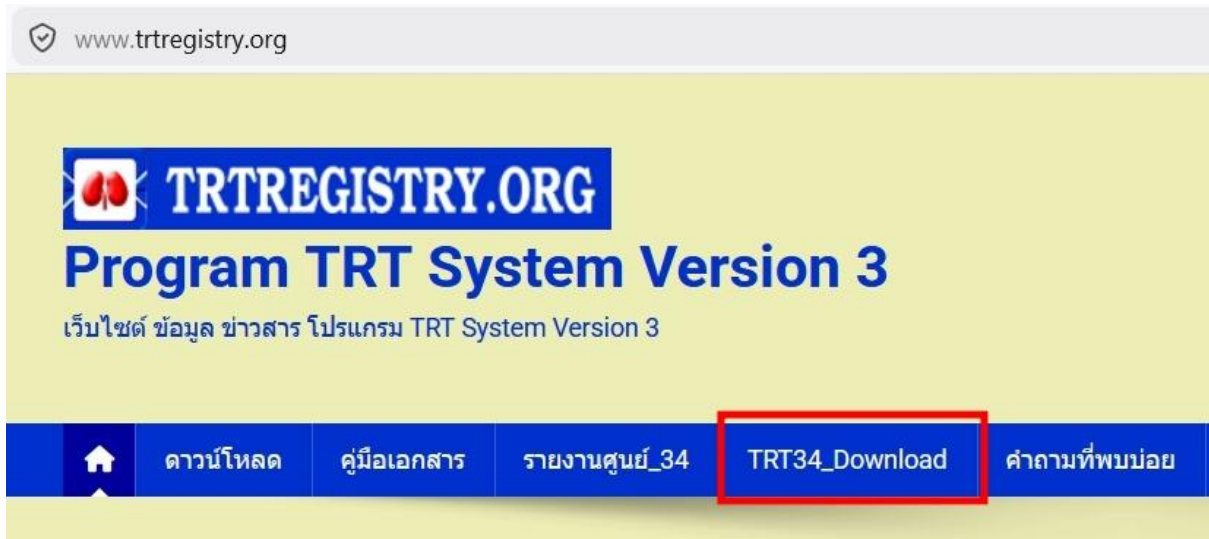 www.trtregistry.org
TRTREGISTRY.ORG
Program TRT System Version 3
เว็บไซต์ ข้อมูล ข่าวสาร โปรแกรม TRT System Version 3
ดาวน์โหลด คู่มือเอกสาร รายงานศูนย์_34 TRT34_Download คำถามที่พบบ่อย